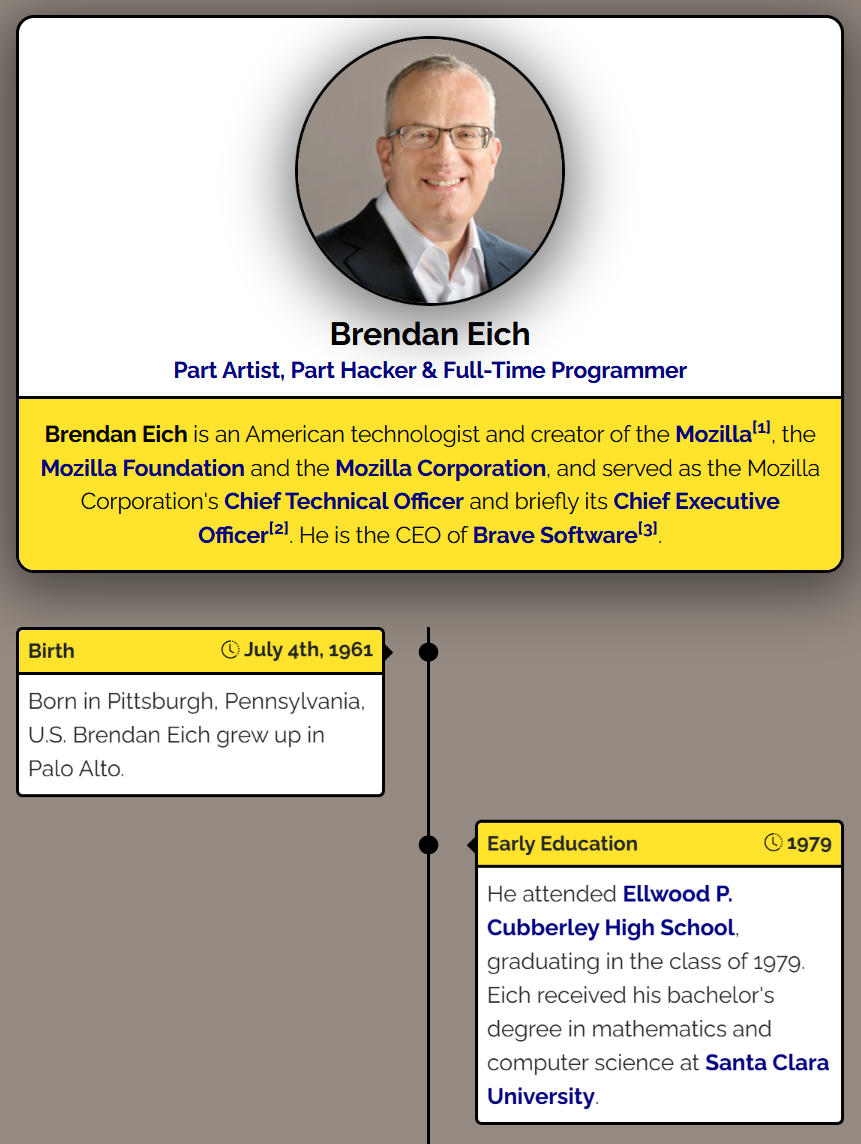 Brendan Eich
Part Artist, Part Hacker & Full-Time Programmer
Brendan Eich is an American technologist and creator of the Mozilla[1], the
Mozilla Foundation and the Mozilla Corporation, and served as the Mozilla
Corporation's Chief Technical Officer and briefly its Chief Executive
Officer[2]. He is the CEO of Brave Software[3].
Birth July 4th, 1961
Born in Pittsburgh, Pennsylvania,
U.S. Brendan Eich grew up in
Palo Alto.
Early Education 1979
He attended Ellwood P.
Cubberley High School,
graduating in the class of 1979.
Eich received his bachelor's
degree in mathematics and
computer science at Santa Clara
University.